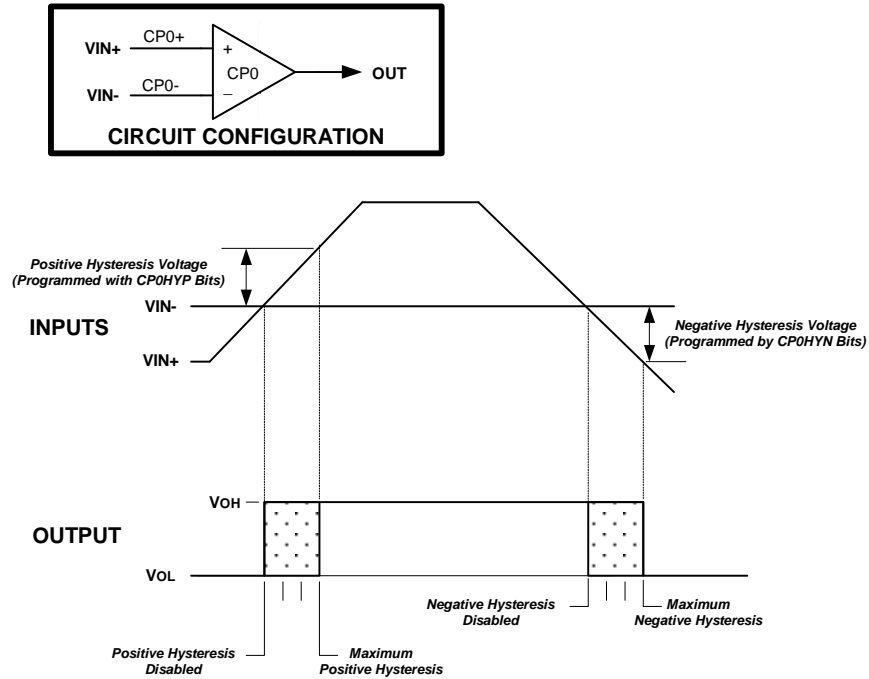 VIN+
CP0+
+
CP0
OUT
VIN-
CP0-
_
CIRCUIT CONFIGURATION
Positive Hysteresis Voltage
(Programmed with CP0HYP Bits)
VIN-
INPUTS
VIN+
Negative Hysteresis Voltage
(Programmed by CP0HYN Bits)
VOH
OUTPUT
VOL
Negative Hysteresis
Disabled
Maximum
Negative Hysteresis
Positive Hysteresis
Disabled
Maximum
Positive Hysteresis